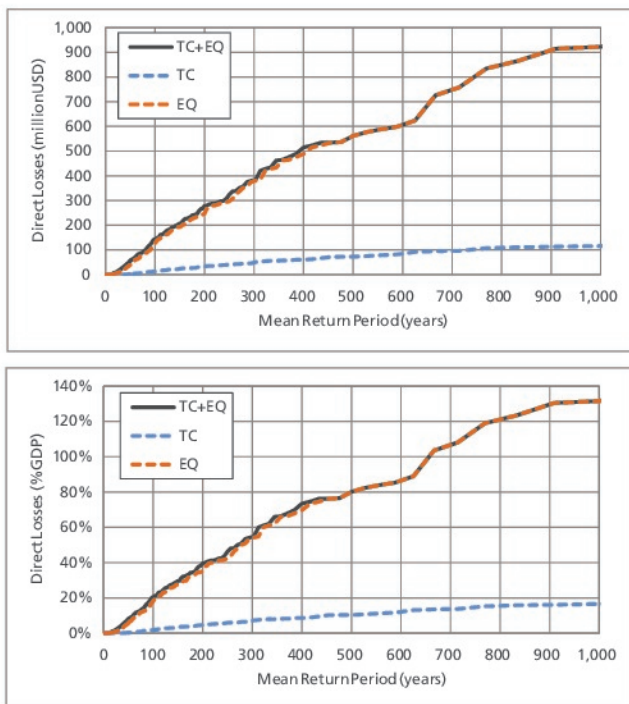 1,000
900
800
700
600
500
400
300
200
100
0
Direct Losses (million USD)
TC+EQ
TC
EQ
0 100 200 300 400 500 600 700 800 900 1,000
Mean Return Period (years)
140%
120%
100%
80%
60%
40%
20%
0%
Direct Losses (%GDP)
TC+EQ
TC
EQ
0 100 200 300 400 500 600 700 800 900 1,000
Mean Return Period (years)